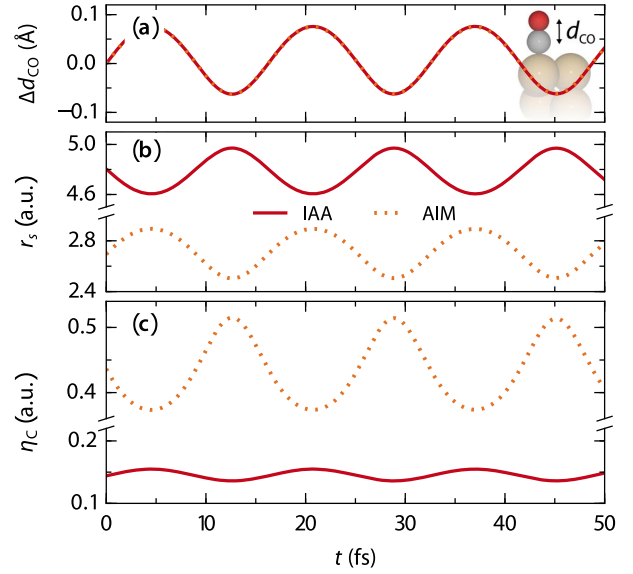 (a)
Δd_CO (Å)
0.1
0.0
−0.1
d_CO
(b)
r_s (a.u.)
5.0
4.6
2.8
2.4
IAA
AIM
(c)
η_C (a.u.)
0.5
0.4
0.2
0.1
0 10 20 30 40 50
t (fs)